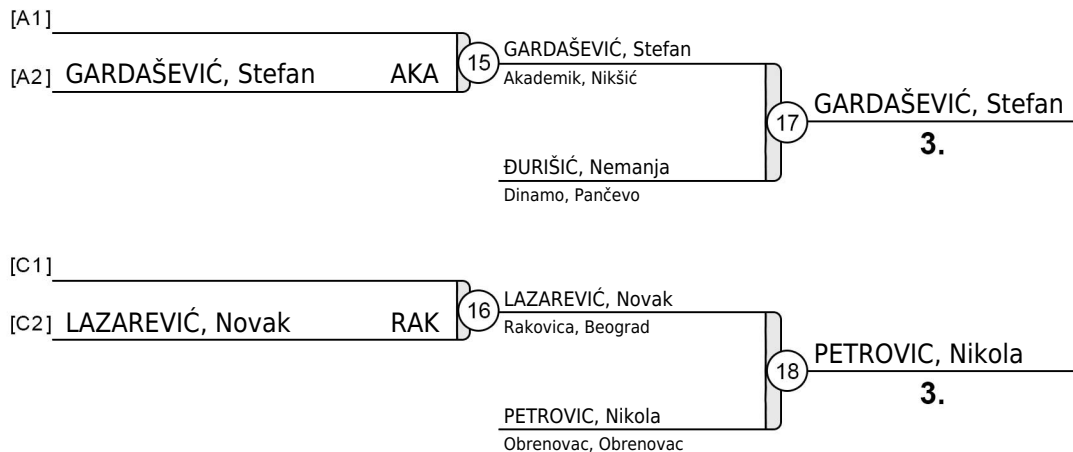 [A1]
[A2] GARDAŠEVIĆ, Stefan AKA
15
GARDAŠEVIĆ, Stefan
Akademik, Nikšić
17
GARDAŠEVIĆ, Stefan
3.
ĐURIŠIĆ, Nemanja
Dinamo, Pančevo
[C1]
[C2] LAZAREVIĆ, Novak RAK
16
LAZAREVIĆ, Novak
Rakovica, Beograd
18
PETROVIC, Nikola
3.
PETROVIC, Nikola
Obrenovac, Obrenovac